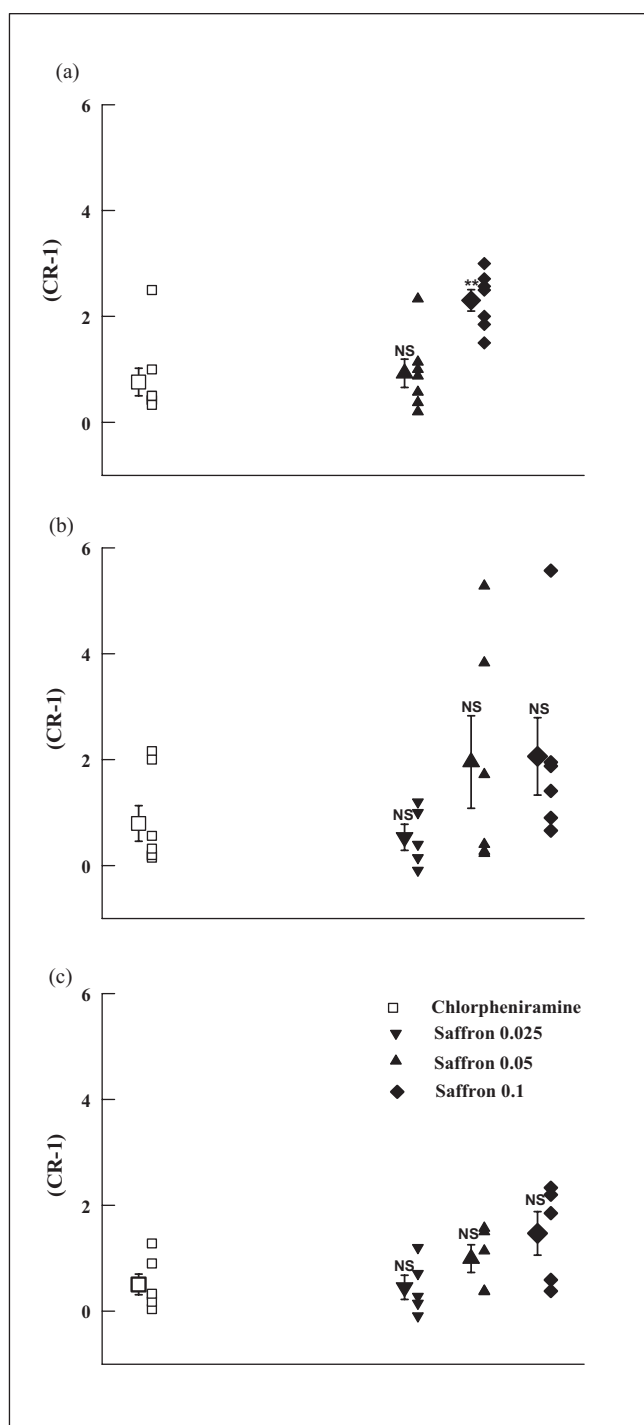 (a)
6
4
(CR-1)
2
0
NS
**
(b)
6
4
(CR-1)
2
0
NS
NS
NS
(c)
6
4
(CR-1)
2
0
Chlorpheniramine
Saffron 0.025
Saffron 0.05
Saffron 0.1
NS
NS
NS